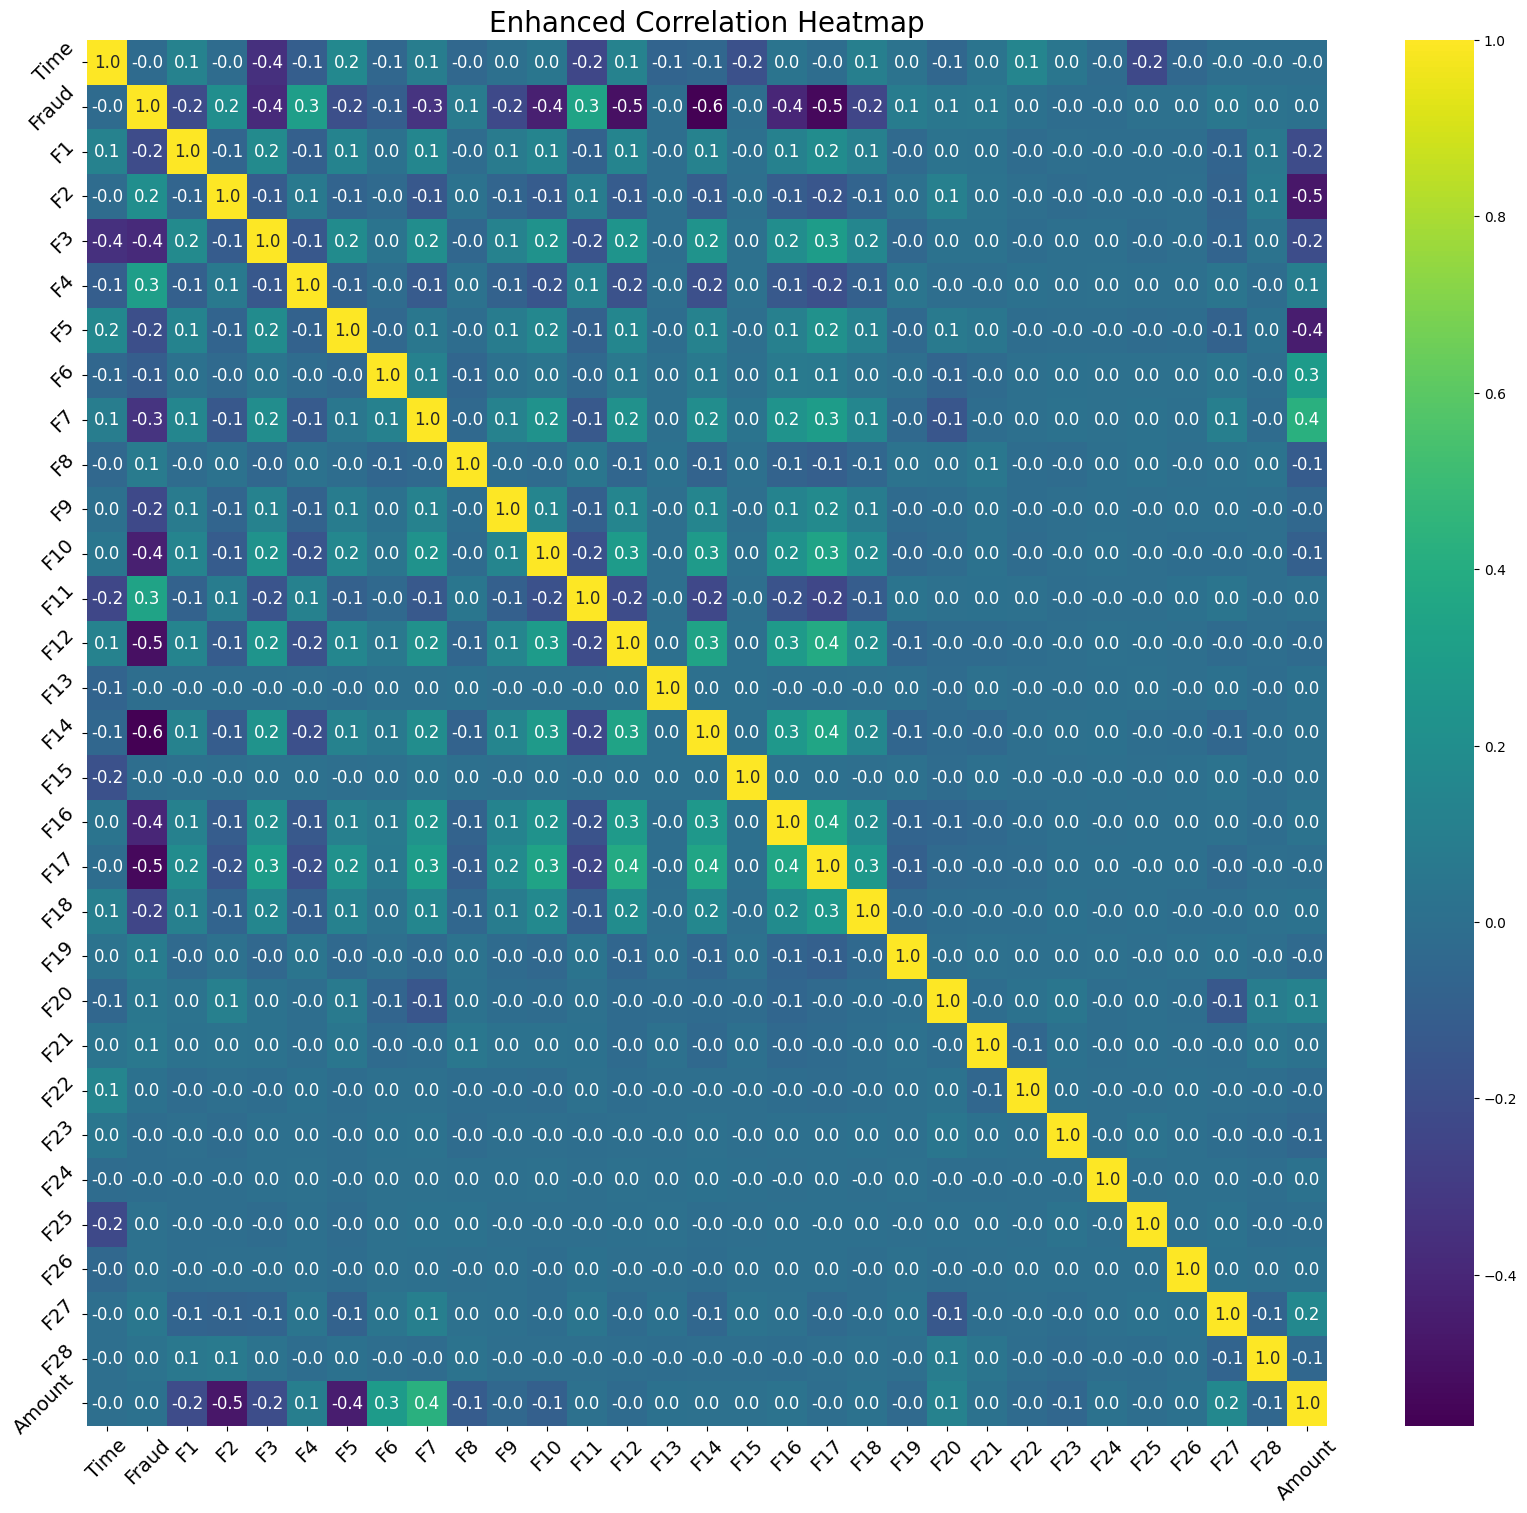 Enhanced Correlation Heatmap
Time 1.0 -0.0 0.1 -0.0 -0.4 -0.1 0.2 -0.1 0.1 -0.0 0.0 0.0 -0.2 0.1 -0.1 -0.1 -0.2 0.0 -0.0 0.1 0.0 -0.1 0.0 0.1 0.0 -0.0 -0.2 -0.0 -0.0 -0.0 -0.0
Fraud -0.0 1.0 -0.2 0.2 -0.4 0.3 -0.2 -0.1 -0.3 0.1 -0.2 -0.4 0.3 -0.5 -0.0 -0.6 -0.0 -0.4 -0.5 -0.2 0.1 0.1 0.1 0.0 -0.0 -0.0 0.0 0.0 0.0 0.0 0.0
F1 0.1 -0.2 1.0 -0.1 0.2 -0.1 0.1 0.0 0.1 -0.0 0.1 0.1 -0.1 0.1 -0.0 0.1 -0.0 0.1 0.2 0.1 -0.0 0.0 0.0 -0.0 -0.0 -0.0 -0.0 -0.0 -0.1 0.1 -0.2
F2 -0.0 0.2 -0.1 1.0 -0.1 0.1 -0.1 -0.0 -0.1 0.0 -0.1 -0.1 0.1 -0.1 -0.0 -0.1 -0.0 -0.1 -0.2 -0.1 0.0 0.1 0.0 -0.0 -0.0 -0.0 -0.0 0.0 -0.1 0.1 -0.5
F3 -0.4 -0.4 0.2 -0.1 1.0 -0.1 0.2 0.0 0.2 -0.0 0.1 0.2 -0.2 0.2 -0.0 0.2 0.0 0.2 0.3 0.2 -0.0 0.0 0.0 -0.0 0.0 0.0 -0.0 -0.0 -0.1 0.0 -0.2
F4 -0.1 0.3 -0.1 0.1 -0.1 1.0 -0.1 -0.0 -0.1 0.0 -0.1 -0.2 0.1 -0.2 -0.0 -0.2 0.0 -0.1 -0.2 -0.1 0.0 -0.0 -0.0 0.0 0.0 0.0 0.0 0.0 0.0 -0.0 0.1
F5 0.2 -0.2 0.1 -0.1 0.2 -0.1 1.0 -0.0 0.1 -0.0 0.1 0.2 -0.1 0.1 -0.0 0.1 -0.0 0.1 0.2 0.1 -0.0 0.1 0.0 -0.0 -0.0 -0.0 -0.0 -0.0 -0.1 0.0 -0.4
F6 -0.1 -0.1 0.0 -0.0 0.0 -0.0 -0.0 1.0 0.1 -0.1 0.0 0.0 -0.0 0.1 0.0 0.1 0.0 0.1 0.1 0.0 -0.0 -0.1 -0.0 0.0 0.0 0.0 0.0 0.0 0.0 -0.0 0.3
F7 0.1 -0.3 0.1 -0.1 0.2 -0.1 0.1 0.1 1.0 -0.0 0.1 0.2 -0.1 0.2 -0.0 0.2 0.0 0.2 0.3 0.1 -0.0 -0.1 -0.0 0.0 0.0 0.0 0.0 0.0 0.1 -0.0 0.4
F8 -0.0 0.1 -0.0 0.0 -0.0 0.0 -0.0 -0.1 -0.0 1.0 -0.0 -0.0 0.0 -0.1 0.0 -0.1 0.0 -0.1 -0.1 -0.1 0.0 0.0 0.1 -0.0 -0.0 0.0 0.0 -0.0 0.0 0.0 -0.1
F9 0.0 -0.2 0.1 -0.1 0.1 -0.1 0.1 0.0 0.1 -0.0 1.0 0.1 -0.1 0.1 -0.0 0.1 -0.0 0.1 0.2 0.1 -0.0 -0.0 0.0 -0.0 0.0 -0.0 0.0 -0.0 -0.0 -0.0 -0.0
F10 0.0 -0.4 0.1 -0.1 0.2 -0.2 0.2 0.0 0.2 -0.0 0.1 1.0 -0.2 0.3 -0.0 0.3 0.0 0.2 0.3 0.2 -0.0 -0.0 0.0 -0.0 0.0 0.0 -0.0 -0.0 -0.0 0.0 -0.1
F11 -0.2 0.3 -0.1 0.1 -0.2 0.1 -0.1 -0.0 -0.1 0.0 -0.1 -0.2 1.0 -0.2 -0.0 -0.2 -0.0 -0.2 -0.2 -0.1 0.0 0.0 0.0 0.0 -0.0 -0.0 -0.0 0.0 0.0 -0.0 0.0
F12 0.1 -0.5 0.1 -0.1 0.2 -0.2 0.1 0.1 0.2 -0.1 0.1 0.3 -0.2 1.0 0.0 0.3 0.0 0.3 0.4 0.2 -0.1 -0.0 -0.0 -0.0 0.0 0.0 0.0 -0.0 -0.0 -0.0 -0.0
F13 -0.1 -0.0 -0.0 -0.0 -0.0 -0.0 -0.0 0.0 -0.0 0.0 -0.0 -0.0 -0.0 0.0 1.0 0.0 0.0 -0.0 -0.0 -0.0 0.0 -0.0 0.0 0.0 -0.0 -0.0 0.0 -0.0 0.0 -0.0 0.0
F14 -0.1 -0.6 0.1 -0.1 0.2 -0.2 0.1 0.1 0.2 -0.1 0.1 0.3 -0.2 0.3 0.0 1.0 0.0 0.3 0.4 0.2 -0.1 -0.0 -0.0 -0.0 0.0 0.0 -0.0 -0.0 -0.1 -0.0 0.0
F15 -0.2 -0.0 -0.0 -0.0 0.0 0.0 -0.0 0.0 0.0 0.0 -0.0 0.0 -0.0 0.0 0.0 0.0 1.0 0.0 0.0 -0.0 -0.0 -0.0 0.0 -0.0 -0.0 -0.0 -0.0 -0.0 0.0 -0.0 0.0
F16 0.0 -0.4 0.1 -0.1 0.2 -0.1 0.1 0.1 0.2 -0.1 0.1 0.2 -0.2 0.3 -0.0 0.3 0.0 1.0 0.4 0.2 -0.1 -0.1 -0.0 -0.0 0.0 -0.0 -0.0 0.0 -0.0 -0.0 -0.0
F17 -0.0 -0.5 0.2 -0.2 0.3 -0.2 0.2 0.1 0.3 -0.1 0.2 0.3 -0.2 0.4 -0.0 0.4 0.0 0.4 1.0 0.3 -0.1 -0.0 -0.0 -0.0 0.0 0.0 0.0 0.0 -0.0 -0.0 -0.0
F18 0.1 -0.2 0.1 -0.1 0.2 -0.1 0.1 0.0 0.1 -0.1 0.1 0.2 -0.1 0.2 -0.0 0.2 -0.0 0.2 0.3 1.0 -0.0 -0.0 -0.0 -0.0 0.0 0.0 0.0 -0.0 -0.0 0.0 0.0
F19 0.0 0.1 -0.0 0.0 -0.0 0.0 -0.0 -0.0 -0.0 0.0 -0.0 -0.0 0.0 -0.1 0.0 -0.1 -0.0 -0.1 -0.1 -0.0 1.0 -0.0 -0.0 0.0 0.0 -0.0 -0.0 0.0 0.0 -0.0 -0.0
F20 -0.1 0.1 0.0 0.1 0.0 -0.0 0.1 -0.1 -0.1 0.0 -0.0 -0.0 0.0 -0.0 -0.0 -0.0 -0.0 -0.1 -0.0 -0.0 -0.0 1.0 -0.0 0.0 0.0 -0.0 0.0 -0.0 -0.1 0.1 0.1
F21 0.0 0.1 0.0 0.0 0.0 -0.0 0.0 -0.0 -0.0 0.1 0.0 0.0 0.0 -0.0 0.0 -0.0 0.0 -0.0 -0.0 -0.0 -0.0 -0.0 1.0 -0.1 0.0 -0.0 0.0 -0.0 -0.0 0.0 0.0
F22 0.1 0.0 -0.0 -0.0 -0.0 0.0 -0.0 0.0 0.0 -0.0 -0.0 -0.0 0.0 -0.0 0.0 -0.0 -0.0 -0.0 -0.0 -0.0 0.0 0.0 -0.1 1.0 0.0 -0.0 -0.0 0.0 -0.0 -0.0 -0.0
F23 0.0 -0.0 -0.0 -0.0 0.0 0.0 -0.0 0.0 0.0 -0.0 0.0 0.0 -0.0 0.0 -0.0 0.0 -0.0 0.0 0.0 0.0 0.0 0.0 0.0 0.0 1.0 -0.0 0.0 0.0 -0.0 -0.0 -0.1
F24 -0.0 -0.0 -0.0 -0.0 0.0 0.0 -0.0 0.0 0.0 0.0 -0.0 0.0 -0.0 0.0 -0.0 0.0 -0.0 -0.0 0.0 0.0 -0.0 -0.0 -0.0 -0.0 -0.0 1.0 -0.0 0.0 -0.0 -0.0 0.0
F25 -0.2 0.0 -0.0 -0.0 -0.0 0.0 -0.0 0.0 0.0 0.0 0.0 -0.0 -0.0 0.0 0.0 -0.0 -0.0 -0.0 0.0 0.0 -0.0 0.0 0.0 -0.0 0.0 -0.0 1.0 0.0 0.0 -0.0 -0.0
F26 -0.0 0.0 -0.0 0.0 -0.0 0.0 -0.0 0.0 0.0 -0.0 -0.0 -0.0 0.0 -0.0 -0.0 -0.0 -0.0 0.0 0.0 -0.0 0.0 -0.0 -0.0 0.0 0.0 0.0 0.0 1.0 0.0 0.0 0.0
F27 -0.0 0.0 -0.1 -0.1 -0.1 0.0 -0.1 0.0 0.1 0.0 -0.0 -0.0 0.0 -0.0 0.0 -0.1 0.0 -0.0 -0.0 -0.0 0.0 -0.1 -0.0 -0.0 -0.0 -0.0 0.0 0.0 1.0 -0.1 0.2
F28 -0.0 0.0 0.1 0.1 0.0 -0.0 0.0 -0.0 -0.0 0.0 -0.0 0.0 -0.0 -0.0 -0.0 -0.0 -0.0 -0.0 -0.0 0.0 -0.0 0.1 0.0 -0.0 -0.0 -0.0 -0.0 0.0 -0.1 1.0 -0.1
Amount -0.0 0.0 -0.2 -0.5 -0.2 0.1 -0.4 0.3 0.4 -0.1 -0.0 -0.1 0.0 -0.0 0.0 0.0 0.0 -0.0 -0.0 0.0 -0.0 0.1 0.0 -0.0 -0.1 0.0 -0.0 0.0 0.2 -0.1 1.0
Time Fraud F1 F2 F3 F4 F5 F6 F7 F8 F9 F10 F11 F12 F13 F14 F15 F16 F17 F18 F19 F20 F21 F22 F23 F24 F25 F26 F27 F28 Amount
1.0
0.8
0.6
0.4
0.2
0.0
−0.2
−0.4